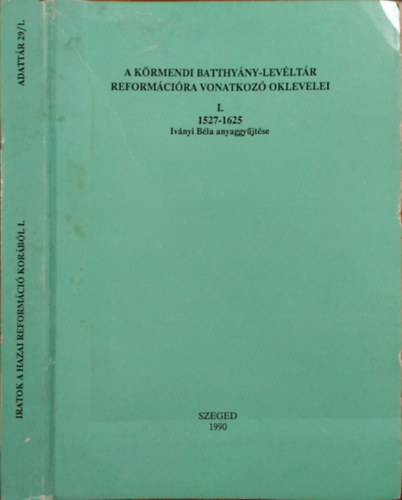 A KÖRMENDI BATTHYÁNY-LEVÉLTÁR
REFORMÁCIÓRA VONATKOZÓ OKLEVELEI
I.
1527-1625
Iványi Béla anyaggyűjtése
SZEGED
1990
ADATTÁR 29/1.
IRATOK A HAZAI REFORMÁCIÓ KORÁBÓL I.